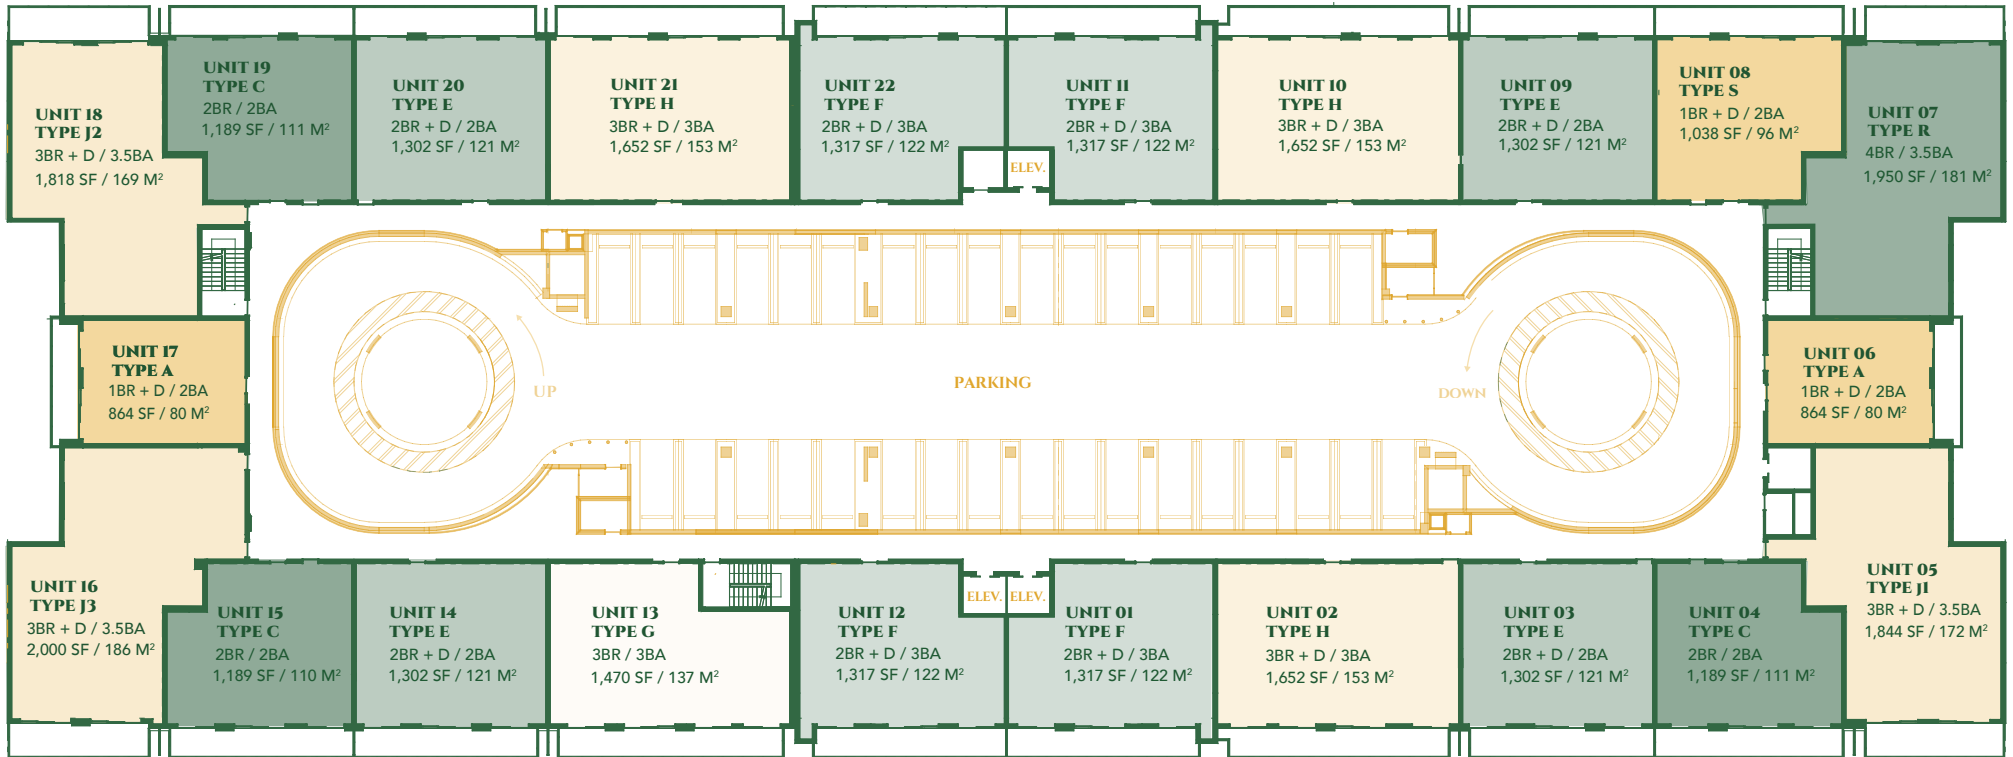 UNIT 18
TYPE J2
3BR + D / 3.5BA
1,818 SF / 169 M²
UNIT 19
TYPE C
2BR / 2BA
1,189 SF / 111 M²
UNIT 20
TYPE E
2BR + D / 2BA
1,302 SF / 121 M²
UNIT 21
TYPE H
3BR + D / 3BA
1,652 SF / 153 M²
UNIT 22
TYPE F
2BR + D / 3BA
1,317 SF / 122 M²
ELEV.
UNIT 11
TYPE F
2BR + D / 3BA
1,317 SF / 122 M²
UNIT 10
TYPE H
3BR + D / 3BA
1,652 SF / 153 M²
UNIT 09
TYPE E
2BR + D / 2BA
1,302 SF / 121 M²
UNIT 08
TYPE S
1BR + D / 2BA
1,038 SF / 96 M²
UNIT 07
TYPE R
4BR / 3.5BA
1,950 SF / 181 M²
UNIT 17
TYPE A
1BR + D / 2BA
864 SF / 80 M²
UP
PARKING
DOWN
UNIT 06
TYPE A
1BR + D / 2BA
864 SF / 80 M²
UNIT 16
TYPE J3
3BR + D / 3.5BA
2,000 SF / 186 M²
UNIT 15
TYPE C
2BR / 2BA
1,189 SF / 110 M²
UNIT 14
TYPE E
2BR + D / 2BA
1,302 SF / 121 M²
UNIT 13
TYPE G
3BR / 3BA
1,470 SF / 137 M²
UNIT 12
TYPE F
2BR + D / 3BA
1,317 SF / 122 M²
ELEV.
ELEV.
UNIT 01
TYPE F
2BR + D / 3BA
1,317 SF / 122 M²
UNIT 02
TYPE H
3BR + D / 3BA
1,652 SF / 153 M²
UNIT 03
TYPE E
2BR + D / 2BA
1,302 SF / 121 M²
UNIT 04
TYPE C
2BR / 2BA
1,189 SF / 111 M²
UNIT 05
TYPE J1
3BR + D / 3.5BA
1,844 SF / 172 M²